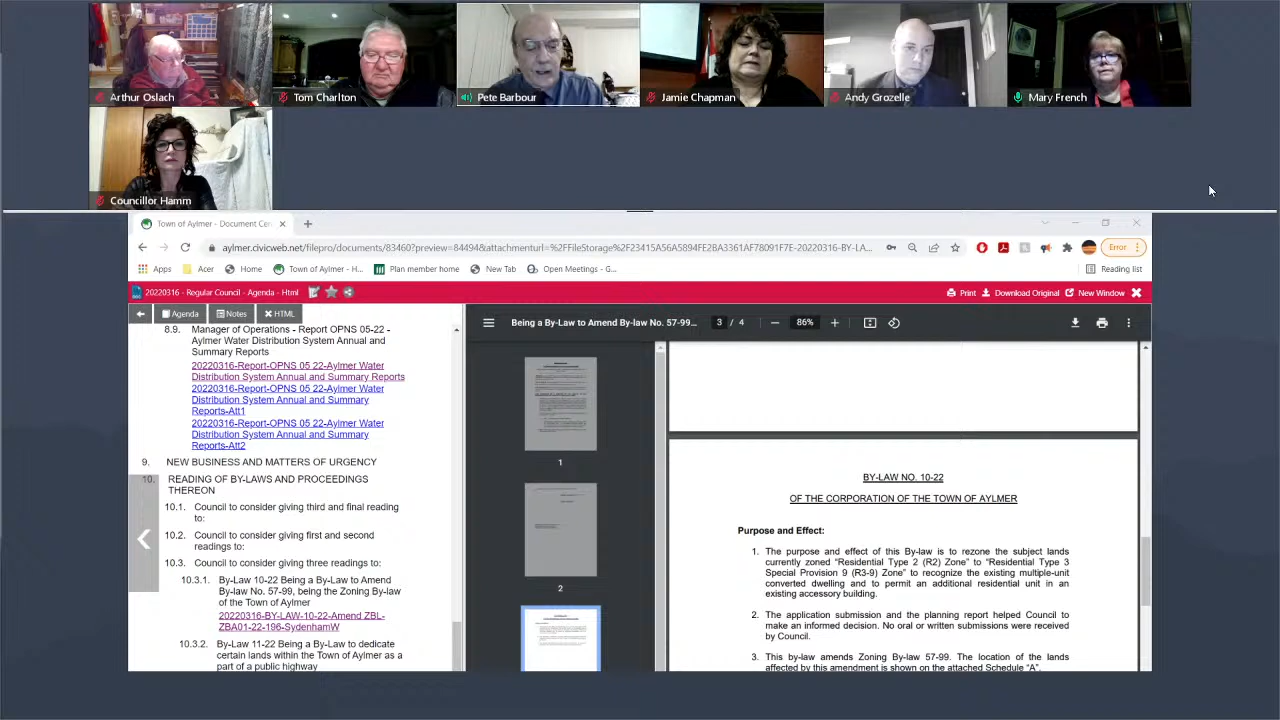 Arthur Oslach
Tom Charlton
Pete Barbour
Jamie Chapman
Andy Grozelle
Mary French
Councillor Hamm
Town of Aylmer - Document Cen
aylmer.civicweb.net/filepro/documents/83460?preview=84494&attachmenturl=%2FFileStorage%2F23415A56A5894FE2BA3361AF78091F7E-20220316-BY-LA...
Error
Apps
Acer
Home
Town of Aylmer - H...
Plan member home
New Tab
Open Meetings - G...
Reading list
20220316 - Regular Council - Agenda - Html
Print
Download Original
New Window
Agenda
Notes
HTML
8.9. Manager of Operations - Report OPNS 05-22 -
Aylmer Water Distribution System Annual and
Summary Reports
20220316-Report-OPNS 05 22-Aylmer Water
Distribution System Annual and Summary Reports
20220316-Report-OPNS 05 22-Aylmer Water
Distribution System Annual and Summary
Reports-Att1
20220316-Report-OPNS 05 22-Aylmer Water
Distribution System Annual and Summary
Reports-Att2
9. NEW BUSINESS AND MATTERS OF URGENCY
10. READING OF BY-LAWS AND PROCEEDINGS
THEREON
10.1. Council to consider giving third and final reading
to:
10.2. Council to consider giving first and second
readings to:
10.3. Council to consider giving three readings to:
10.3.1. By-Law 10-22 Being a By-Law to Amend
By-law No. 57-99, being the Zoning By-law
of the Town of Aylmer
20220316-BY-LAW-10-22-Amend ZBL-
ZBA01-22-196-SydenhamW
10.3.2. By-Law 11-22 Being a By-Law to dedicate
certain lands within the Town of Aylmer as a
part of a public highway
Being a By-Law to Amend By-law No. 57-99...
3 / 4
86%
1
2
BY-LAW NO. 10-22
OF THE CORPORATION OF THE TOWN OF AYLMER
Purpose and Effect:
1. The purpose and effect of this By-law is to rezone the subject lands
currently zoned "Residential Type 2 (R2) Zone" to "Residential Type 3
Special Provision 9 (R3-9) Zone" to recognize the existing multiple-unit
converted dwelling and to permit an additional residential unit in an
existing accessory building.
2. The application submission and the planning report helped Council to
make an informed decision. No oral or written submissions were received
by Council.
3. This by-law amends Zoning By-law 57-99. The location of the lands
affected by this amendment is shown on the attached Schedule "A".